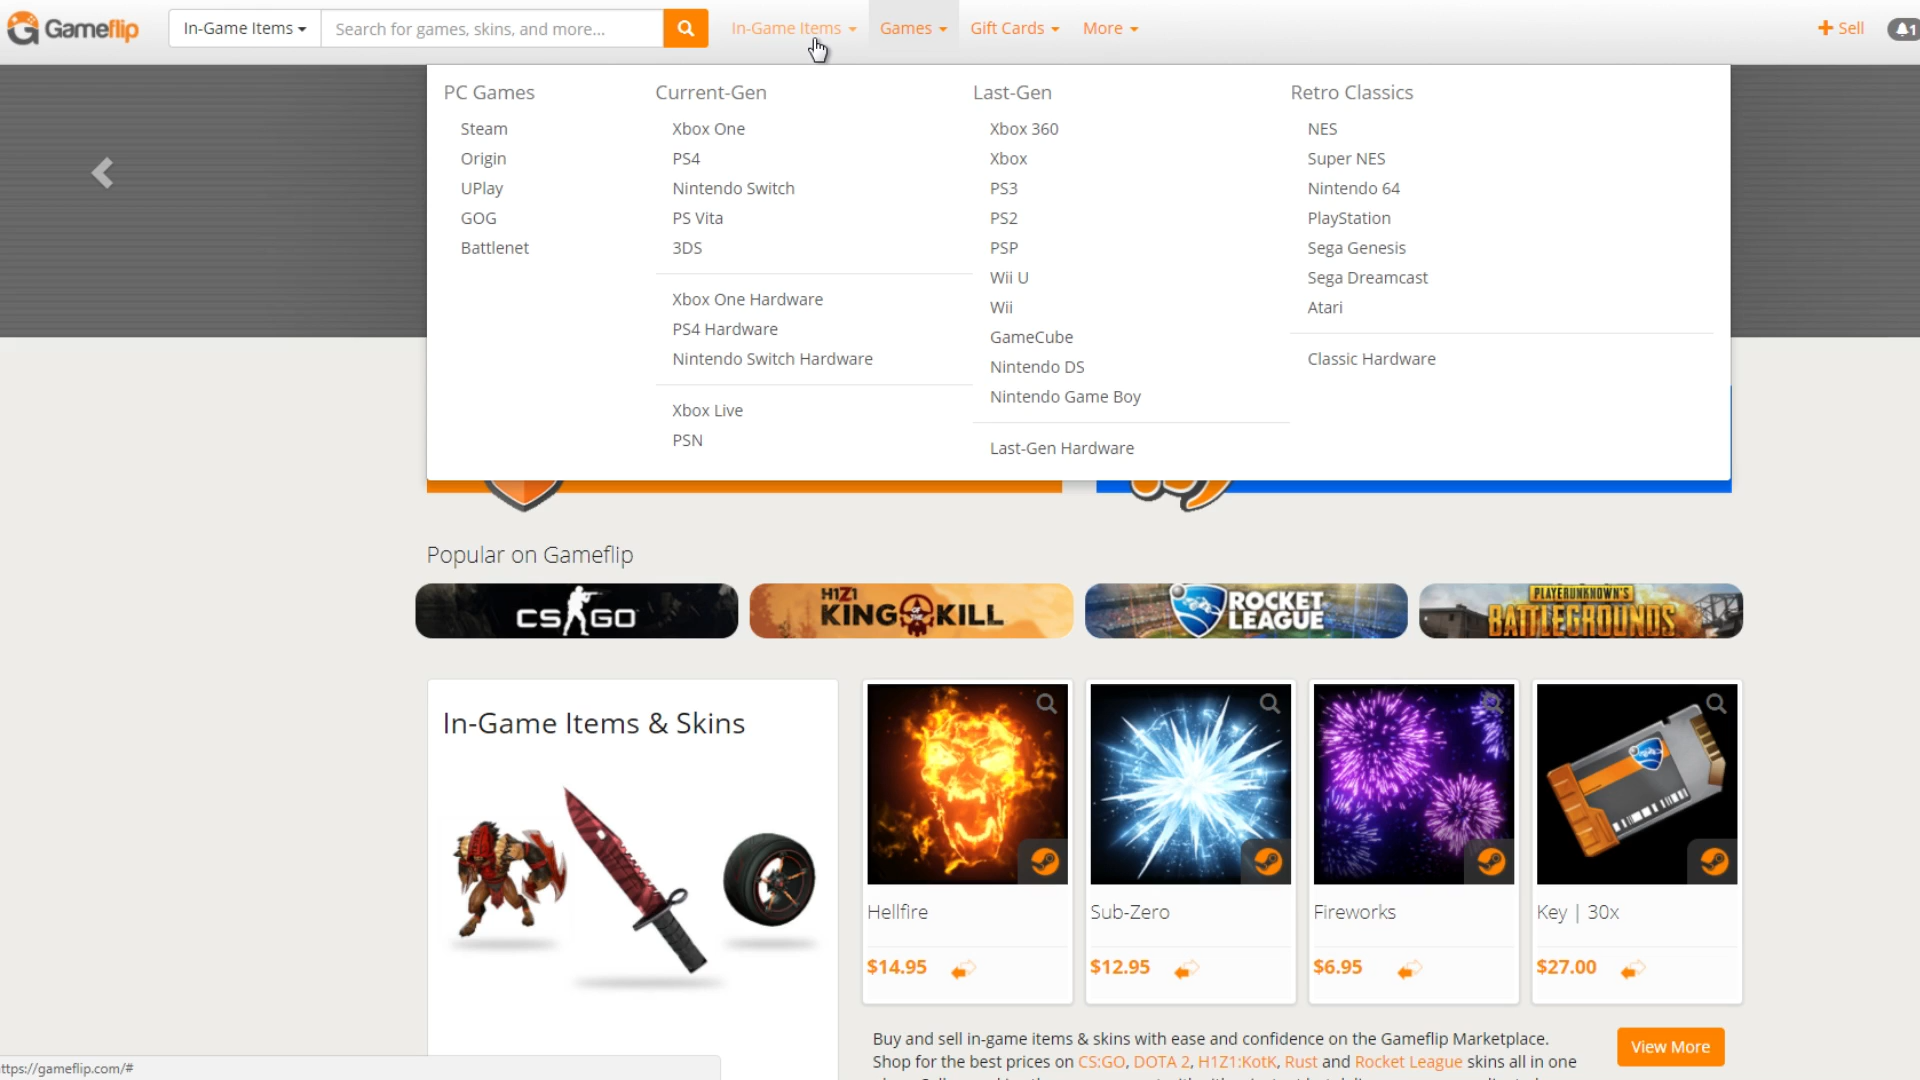 Gameflip
In-Game Items
Search for games, skins, and more...
In-Game Items
Games
Gift Cards
More
+ Sell
1
PC Games
Steam
Origin
UPlay
GOG
Battlenet
Current-Gen
Xbox One
PS4
Nintendo Switch
PS Vita
3DS
Xbox One Hardware
PS4 Hardware
Nintendo Switch Hardware
Xbox Live
PSN
Last-Gen
Xbox 360
Xbox
PS3
PS2
PSP
Wii U
Wii
GameCube
Nintendo DS
Nintendo Game Boy
Last-Gen Hardware
Retro Classics
NES
Super NES
Nintendo 64
PlayStation
Sega Genesis
Sega Dreamcast
Atari
Classic Hardware
Popular on Gameflip
CS GO
H1Z1
KING OF THE KILL
ROCKET
LEAGUE
PLAYERUNKNOWN'S
BATTLEGROUNDS
In-Game Items & Skins
Hellfire
$14.95
Sub-Zero
$12.95
Fireworks
$6.95
Key | 30x
$27.00
Buy and sell in-game items & skins with ease and confidence on the Gameflip Marketplace.
Shop for the best prices on CS:GO, DOTA 2, H1Z1:KotK, Rust and Rocket League skins all in one
View More
ttps://gameflip.com/#